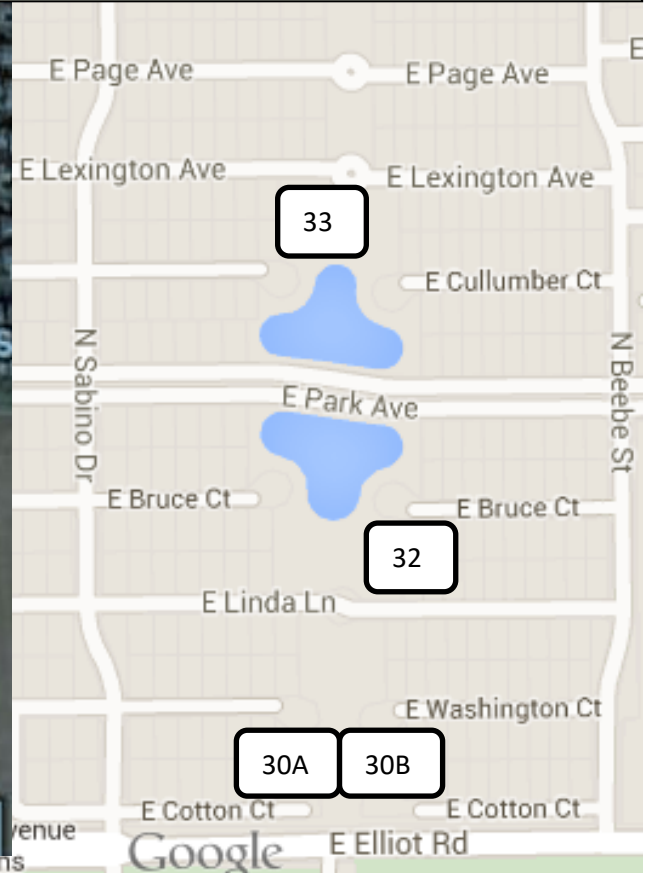 E Page Ave E Page Ave E
E Lexington Ave E Lexington Ave
33
E Cullumber Ct
N Sabino Dr
N Beebe St
E Park Ave
E Bruce Ct E Bruce Ct
32
E Linda Ln
E Washington Ct
30A 30B
E Cotton Ct E Cotton Ct
Google E Elliot Rd